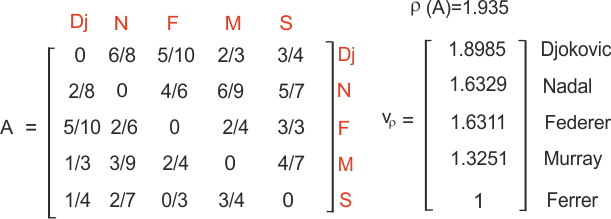 ρ (A)=1.935
Dj N F M S
0 6/8 5/10 2/3 3/4 Dj 1.8985 Djokovic
2/8 0 4/6 6/9 5/7 N 1.6329 Nadal
A = 5/10 2/6 0 2/4 3/3 F vρ = 1.6311 Federer
1/3 3/9 2/4 0 4/7 M 1.3251 Murray
1/4 2/7 0/3 3/4 0 S 1 Ferrer